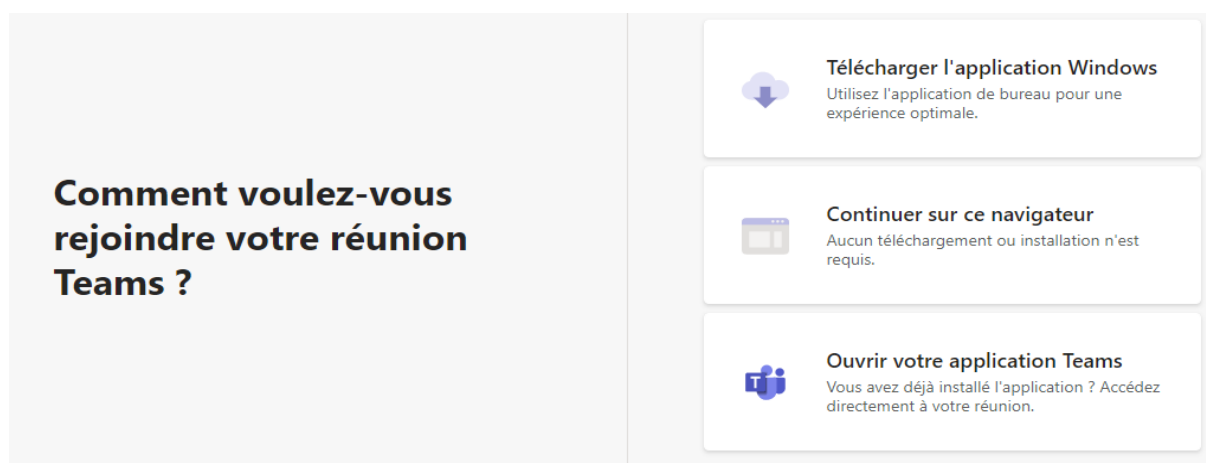 Comment voulez-vous
rejoindre votre réunion
Teams ?
Télécharger l'application Windows
Utilisez l'application de bureau pour une
expérience optimale.
Continuer sur ce navigateur
Aucun téléchargement ou installation n'est
requis.
T
Ouvrir votre application Teams
Vous avez déjà installé l'application ? Accédez
directement à votre réunion.